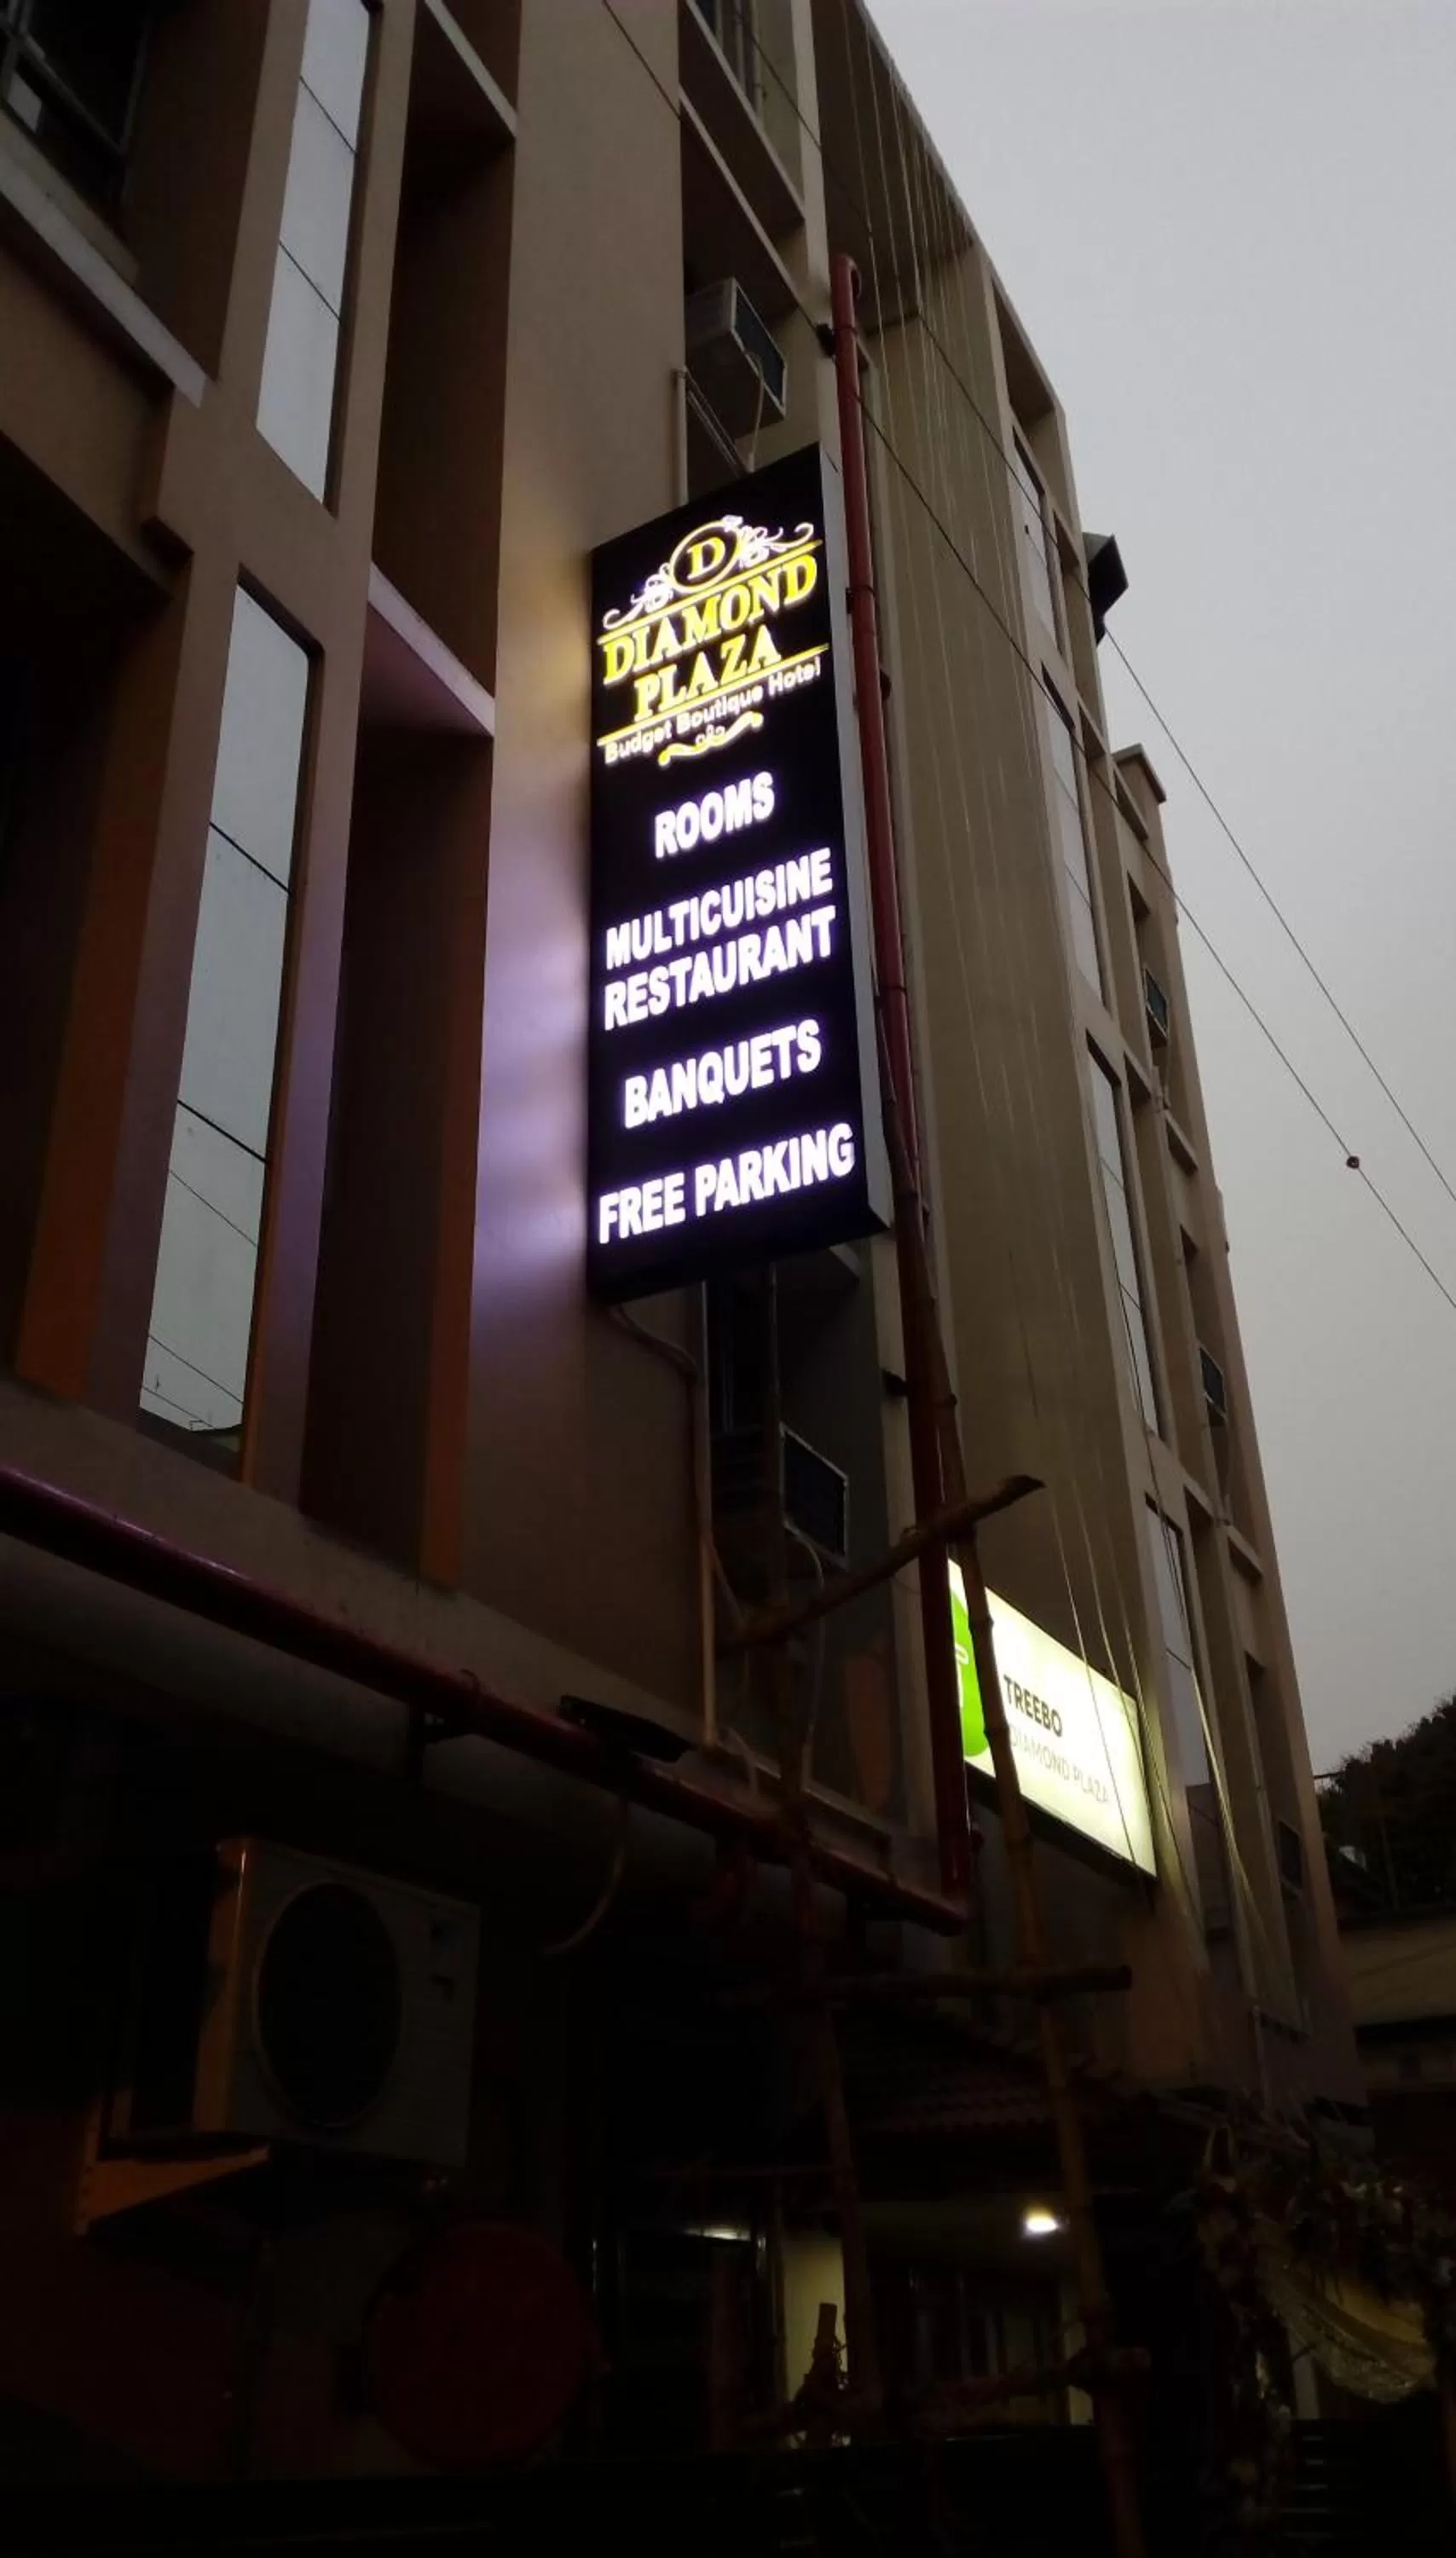 D
DIAMOND
PLAZA
Budget Boutique Hotel
ROOMS
MULTICUISINE
RESTAURANT
BANQUETS
FREE PARKING
TREEBO
DIAMOND PLAZA